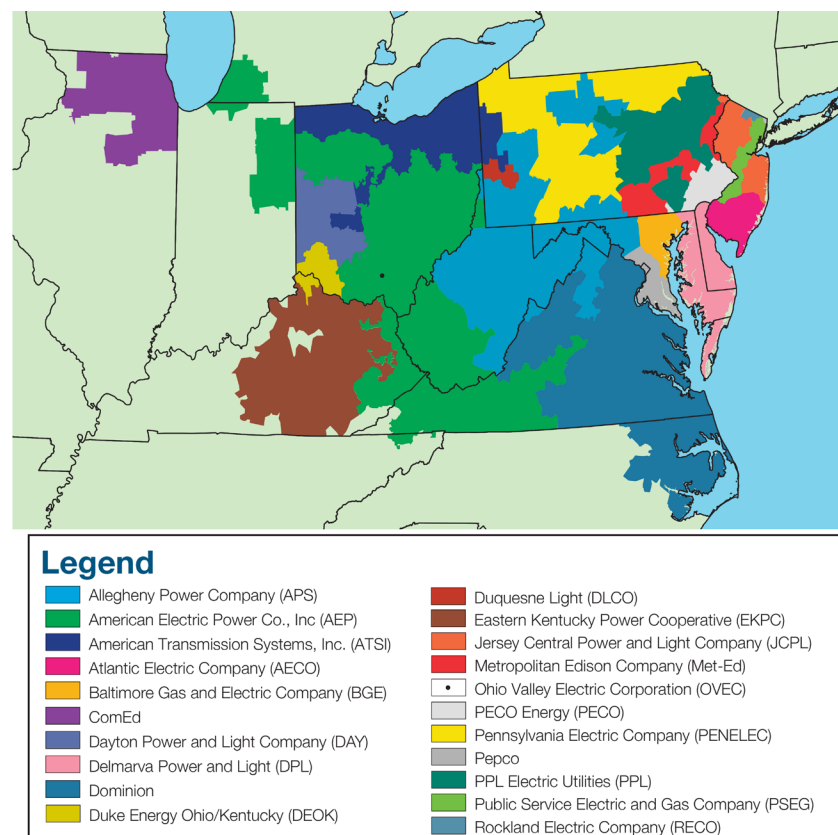 Legend
Allegheny Power Company (APS)
American Electric Power Co., Inc (AEP)
American Transmission Systems, Inc. (ATSI)
Atlantic Electric Company (AECO)
Baltimore Gas and Electric Company (BGE)
ComEd
Dayton Power and Light Company (DAY)
Delmarva Power and Light (DPL)
Dominion
Duke Energy Ohio/Kentucky (DEOK)
Duquesne Light (DLCO)
Eastern Kentucky Power Cooperative (EKPC)
Jersey Central Power and Light Company (JCPL)
Metropolitan Edison Company (Met-Ed)
Ohio Valley Electric Corporation (OVEC)
PECO Energy (PECO)
Pennsylvania Electric Company (PENELEC)
Pepco
PPL Electric Utilities (PPL)
Public Service Electric and Gas Company (PSEG)
Rockland Electric Company (RECO)